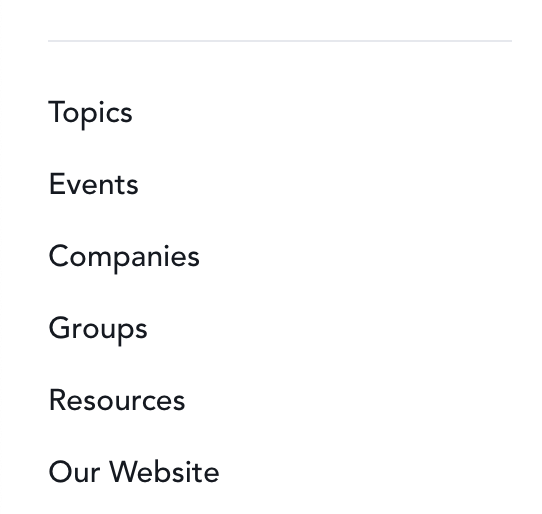 Topics
Events
Companies
Groups
Resources
Our Website